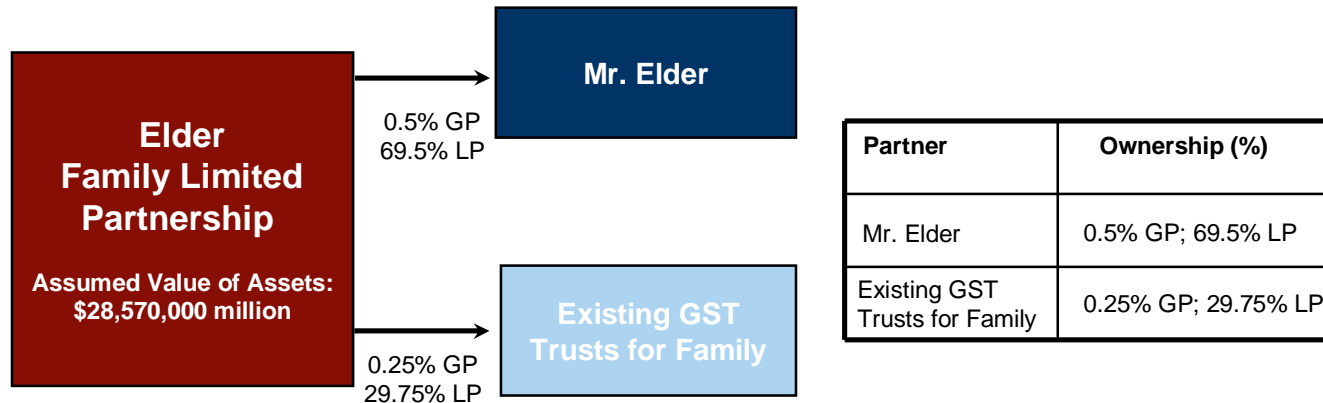 Elder
Family Limited
Partnership
Assumed Value of Assets:
$28,570,000 million
0.5% GP
69.5% LP
Mr. Elder
0.25% GP
29.75% LP
Existing GST
Trusts for Family
Partner Ownership (%)
Mr. Elder 0.5% GP; 69.5% LP
Existing GST
Trusts for Family 0.25% GP; 29.75% LP